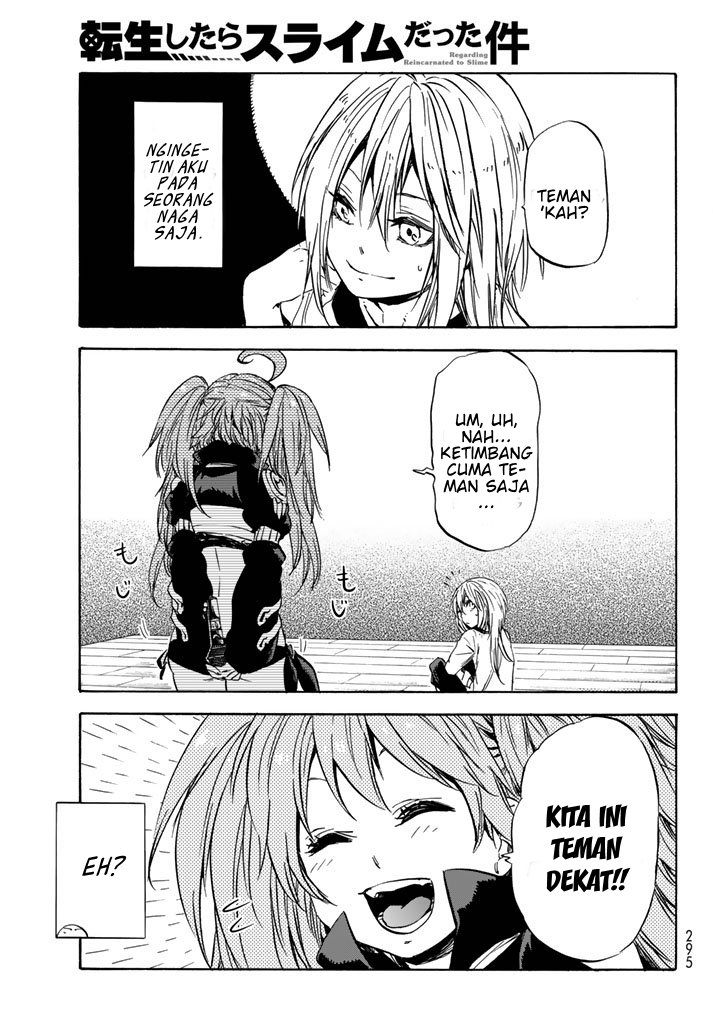 転生したらスライムだった件
Regarding
Reincarnated to Slime
TEMAN
'KAH?
NGINGE-
TIN AKU
PADA
SEORANG
NAGA
SAJA.
UM, UH,
NAH...
KETIMBANG
CUMA TE-
MAN SAJA
...
もじ
もじ
KITA INI
TEMAN
DEKAT!!
EH?
295